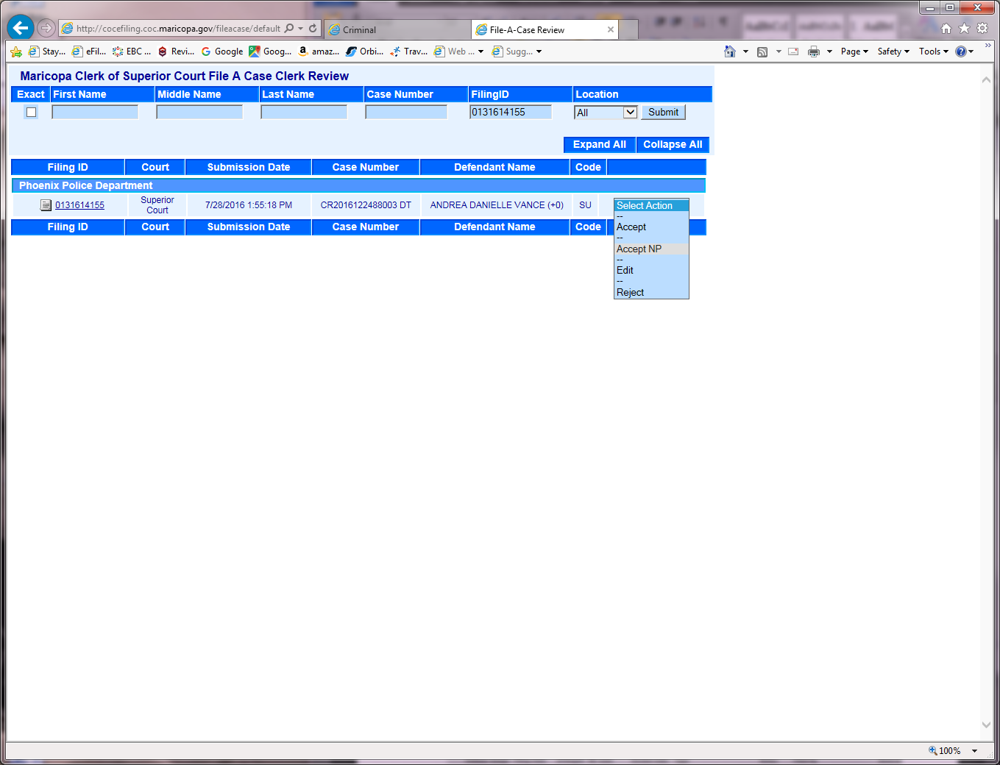 http://cocefiling.coc.maricopa.gov/fileacase/default
Criminal
File-A-Case Review
Stay... eFil... EBC ... Revi... Google Goog... amaz... Orbi... Trav... Web ... Sugg... Page Safety Tools
Maricopa Clerk of Superior Court File A Case Clerk Review
Exact First Name Middle Name Last Name Case Number FilingID Location
0131614155 All Submit
Expand All Collapse All
Filing ID Court Submission Date Case Number Defendant Name Code
Phoenix Police Department
0131614155 Superior Court 7/28/2016 1:55:18 PM CR2016122488003 DT ANDREA DANIELLE VANCE (+0) SU
Select Action
--
Accept
--
Accept NP
--
Edit
--
Reject
Filing ID Court Submission Date Case Number Defendant Name Code
100%